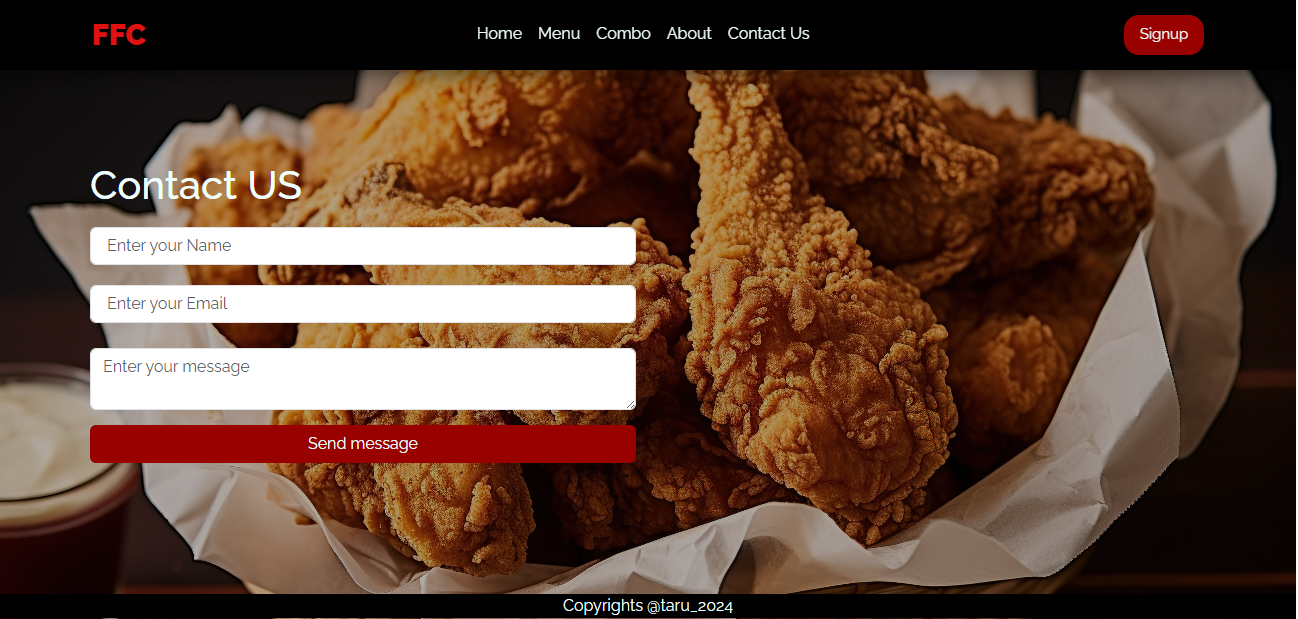 FFC
Home Menu Combo About Contact Us
Signup
Contact US
Enter your Name
Enter your Email
Enter your message
Send message
Copyrights @taru_2024